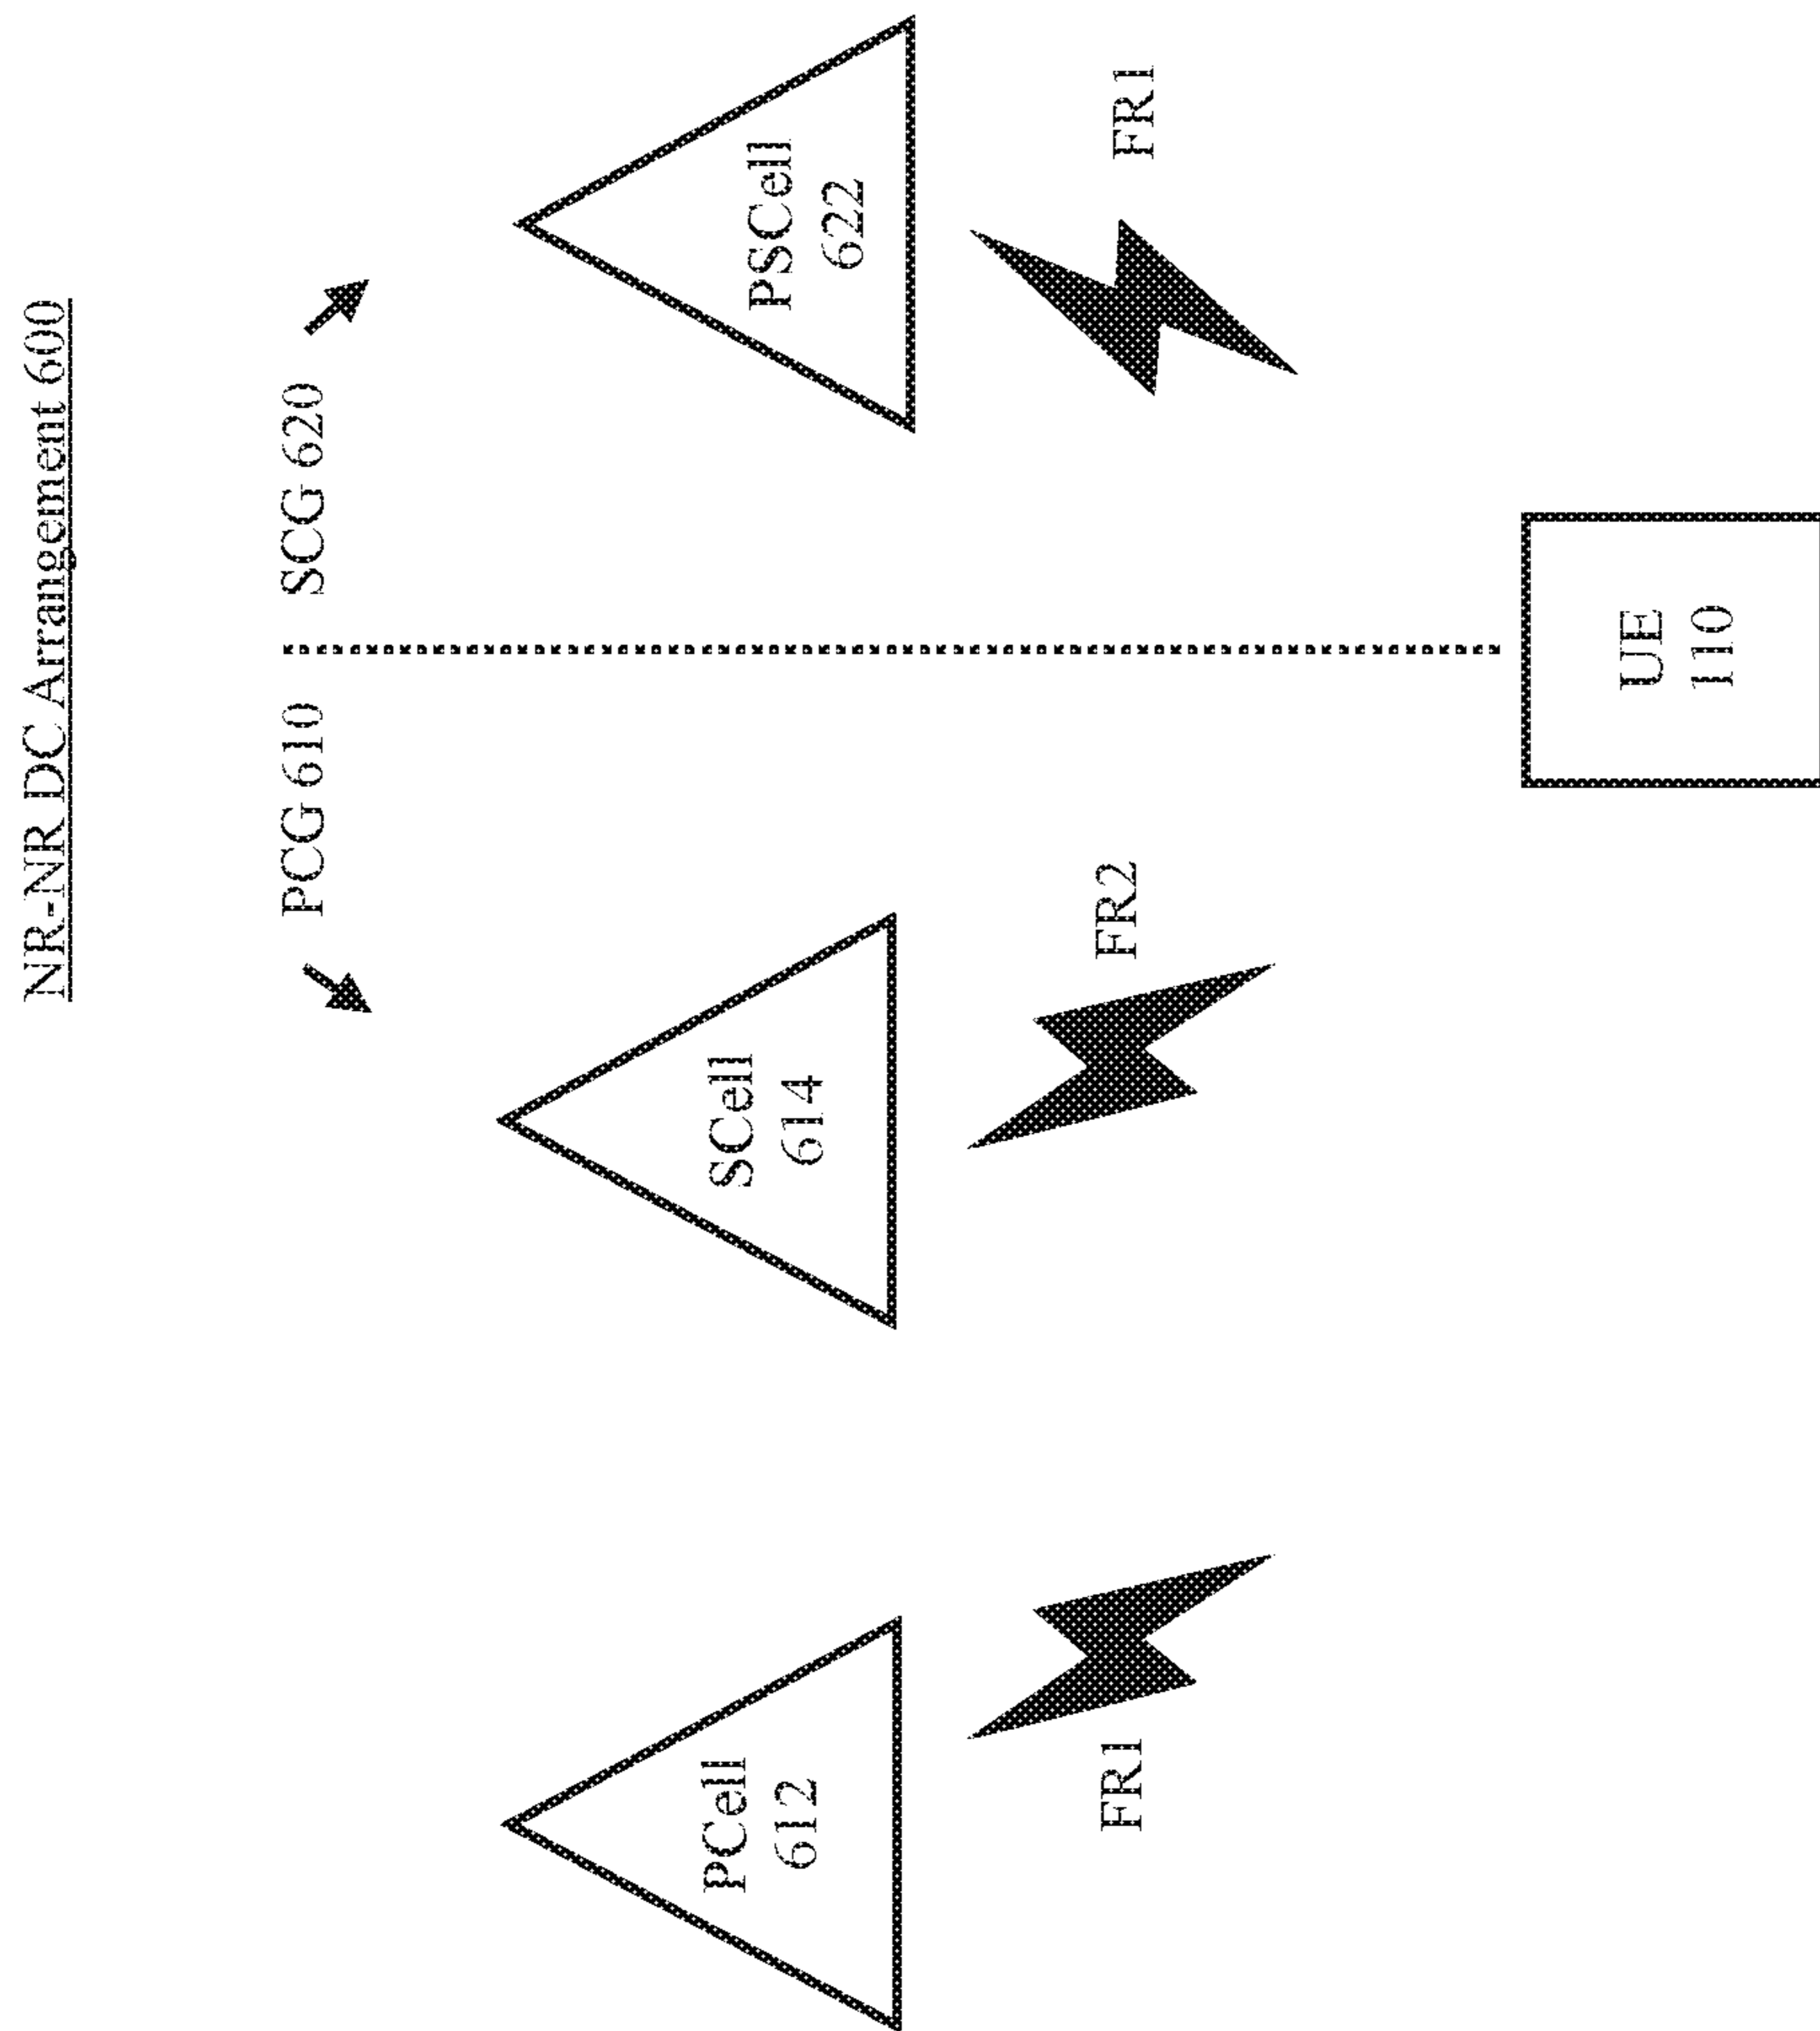 NR-NR DC Arrangement 600
PCG 610
SCG 620
PCell
612
SCell
614
PSCell
622
FR1
FR2
FR1
UE
110